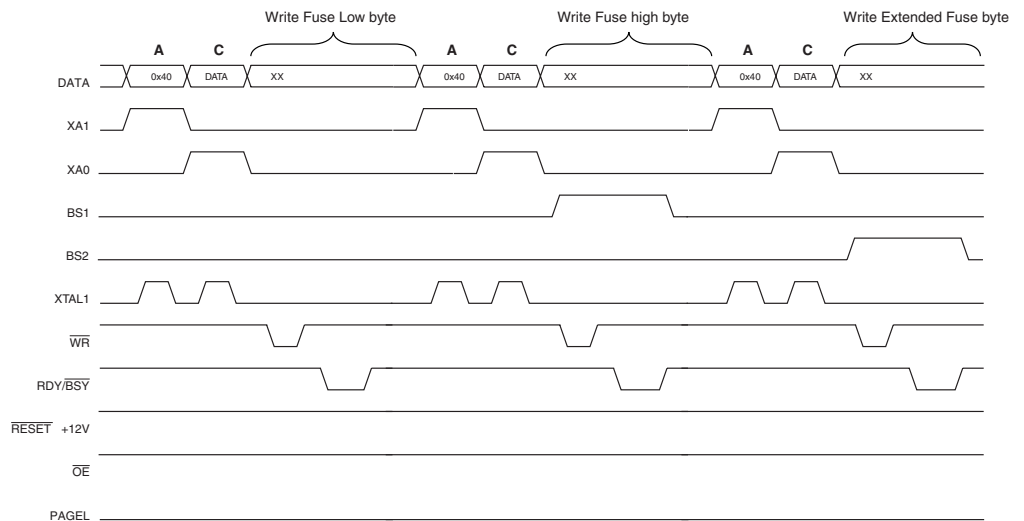 Write Fuse Low byte Write Fuse high byte Write Extended Fuse byte
A C A C A C
DATA 0x40 DATA XX 0x40 DATA XX 0x40 DATA XX
XA1
XA0
BS1
BS2
XTAL1
WR
RDY/BSY
RESET +12V
OE
PAGEL